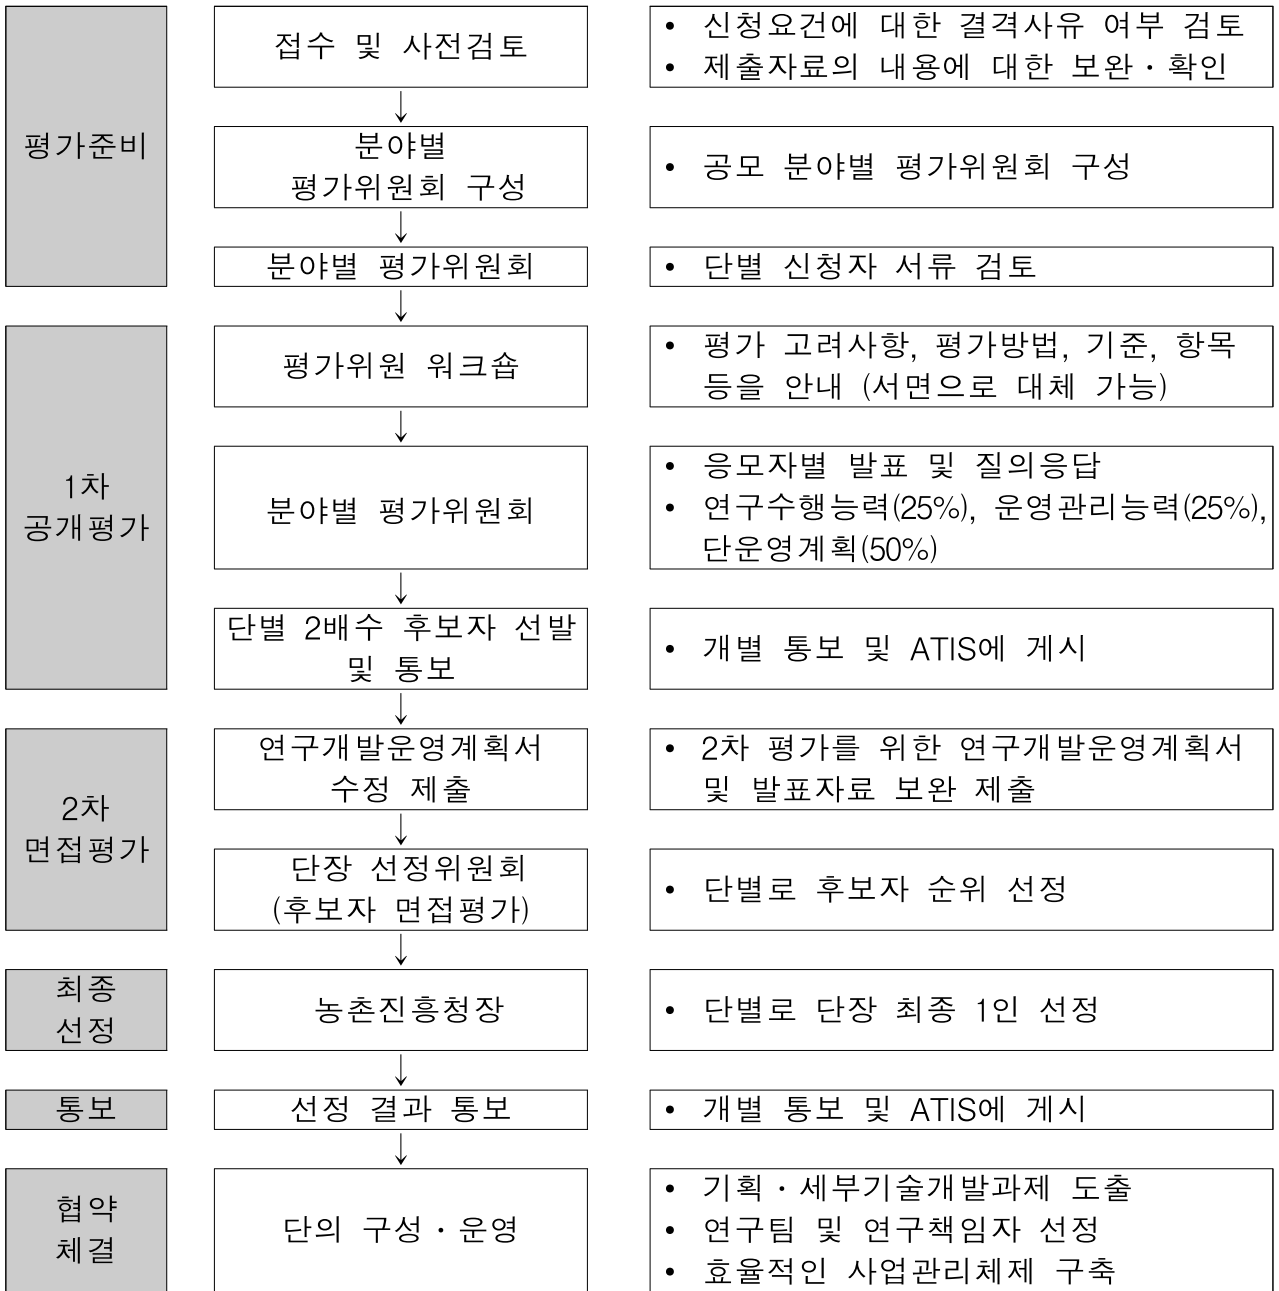 평가준비
접수 및 사전검토
• 신청요건에 대한 결격사유 여부 검토
• 제출자료의 내용에 대한 보완·확인
분야별
평가위원회 구성
• 공모 분야별 평가위원회 구성
분야별 평가위원회
• 단별 신청자 서류 검토
1차
공개평가
평가위원 워크숍
• 평가 고려사항, 평가방법, 기준, 항목
등을 안내 (서면으로 대체 가능)
분야별 평가위원회
• 응모자별 발표 및 질의응답
• 연구수행능력(25%), 운영관리능력(25%),
단운영계획(50%)
단별 2배수 후보자 선발
및 통보
• 개별 통보 및 ATIS에 게시
2차
면접평가
연구개발운영계획서
수정 제출
• 2차 평가를 위한 연구개발운영계획서
및 발표자료 보완 제출
단장 선정위원회
(후보자 면접평가)
• 단별로 후보자 순위 선정
최종
선정
농촌진흥청장
• 단별로 단장 최종 1인 선정
통보
선정 결과 통보
• 개별 통보 및 ATIS에 게시
협약
체결
단의 구성·운영
• 기획·세부기술개발과제 도출
• 연구팀 및 연구책임자 선정
• 효율적인 사업관리체제 구축